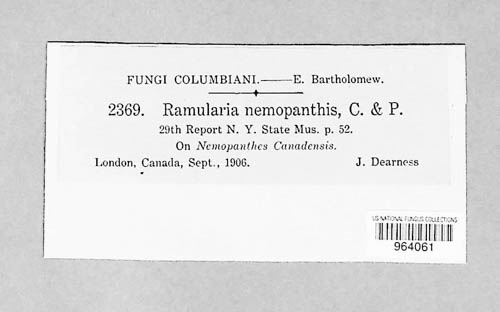 FUNGI COLUMBIANI.——E. Bartholomew.
2369. Ramularia nemopanthis, C. & P.
29th Report N. Y. State Mus. p. 52.
On Nemopanthes Canadensis.
London, Canada, Sept., 1906. J. Dearness
US NATIONAL FUNGUS COLLECTIONS
964061